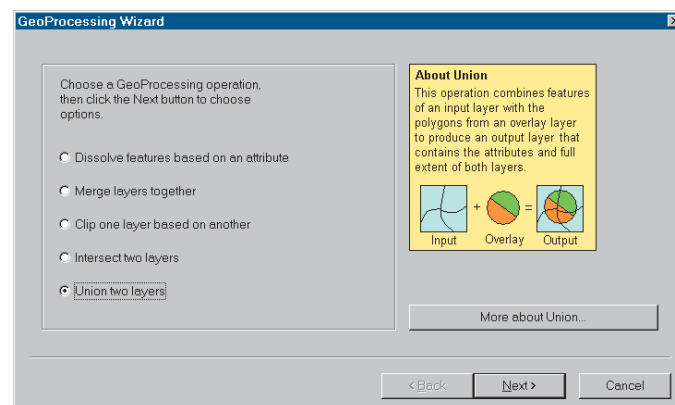 GeoProcessing Wizard
Choose a GeoProcessing operation,
then click the Next button to choose
options.
Dissolve features based on an attribute
Merge layers together
Clip one layer based on another
Intersect two layers
Union two layers
About Union
This operation combines features
of an input layer with the
polygons from an overlay layer
to produce an output layer that
contains the attributes and full
extent of both layers.
+ =
Input Overlay Output
More about Union...
< Back Next > Cancel